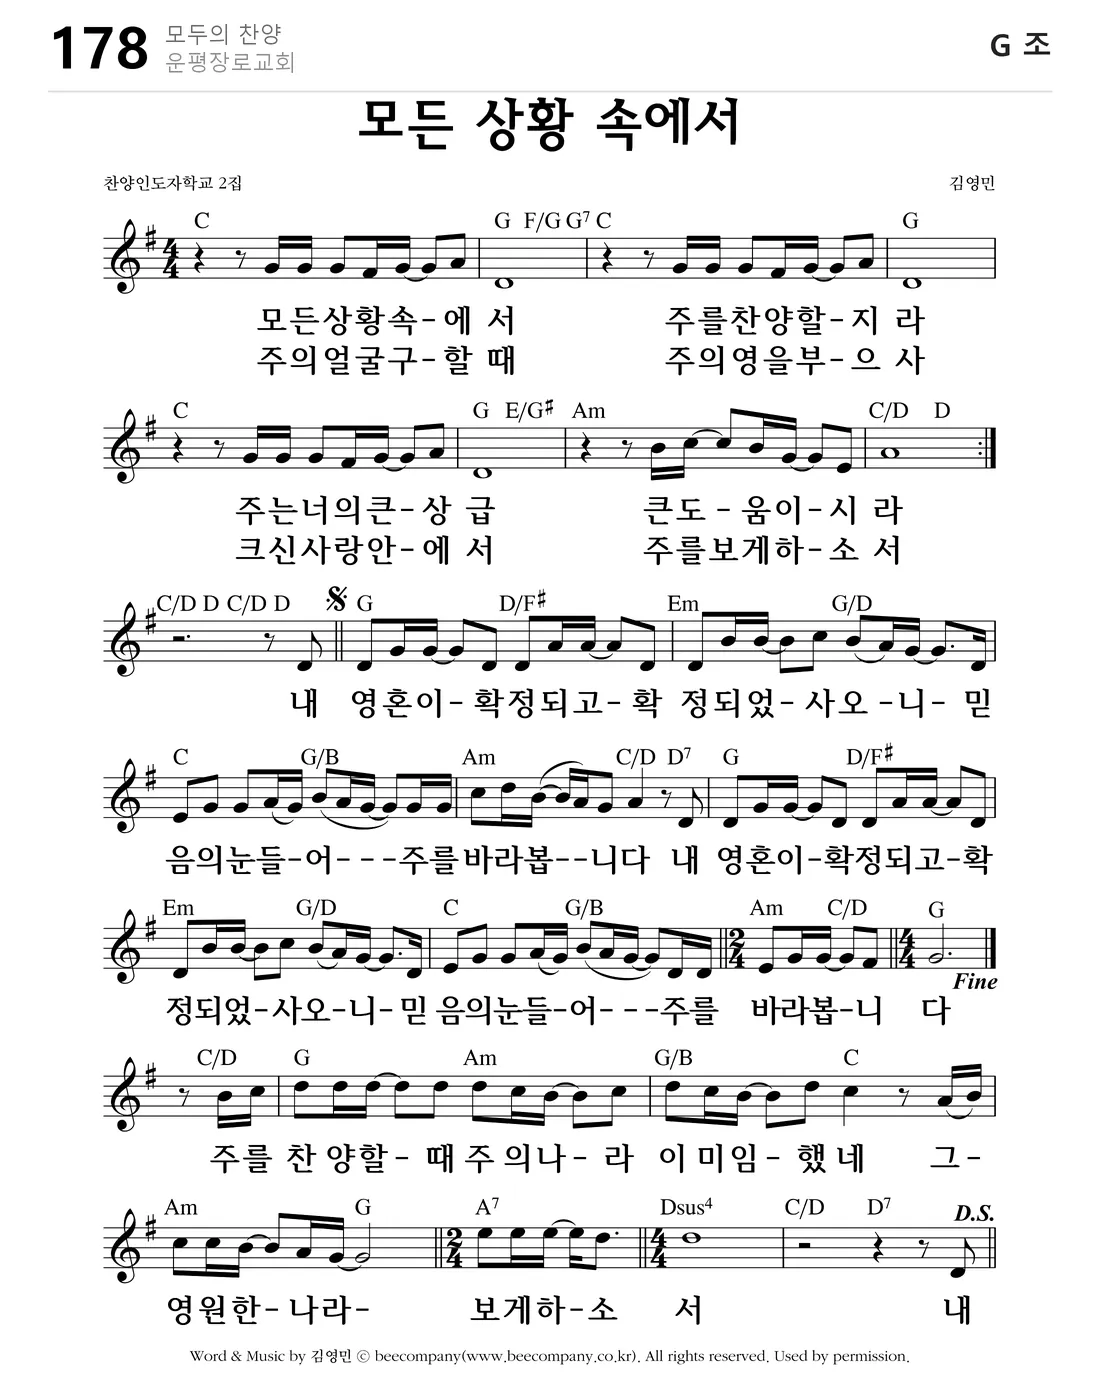 178 모두의 찬양
운평장로교회
G 조
모든 상황 속에서
찬양인도자학교 2집 김영민
C G F/G G7 C G
모든상황속-에 서 주를찬양할-지 라
주의얼굴구-할 때 주의영을부-으 사
C G E/G♯ Am C/D D
주는너의큰-상 급 큰도-움이-시 라
크신사랑안-에 서 주를보게하-소 서
C/D D C/D D G D/F♯ Em G/D
내 영혼이-확정되고-확 정되었-사오-니-믿
C G/B Am C/D D7 G D/F♯
음의눈들-어---주를바라봅--니다 내 영혼이-확정되고-확
Em G/D C G/B Am C/D G
Fine
정되었-사오-니-믿 음의눈들-어---주를 바라봅-니 다
C/D G Am G/B C
주를 찬양할-때주의나-라 이미임-했네 그-
Am G A7 Dsus4 C/D D7 D.S.
영원한-나라- 보게하-소 서 내
Word & Music by 김영민 ⓒ beecompany(www.beecompany.co.kr). All rights reserved. Used by permission.